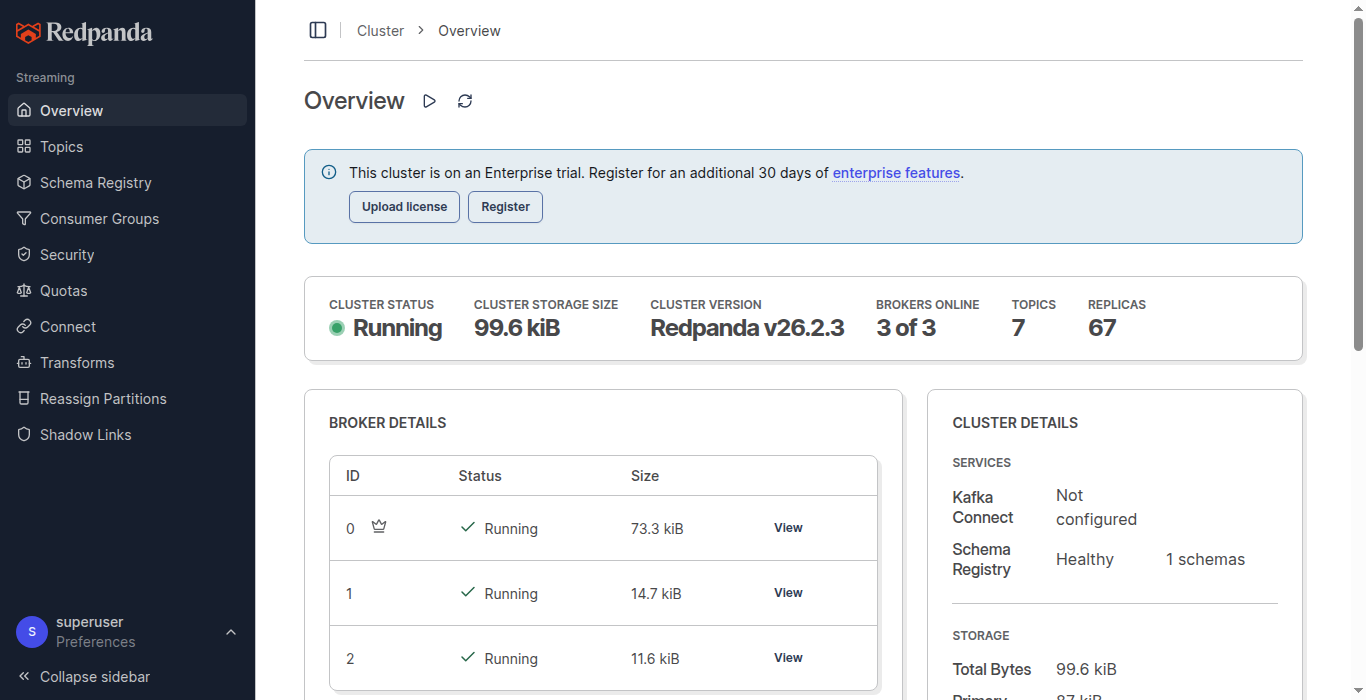 Redpanda
Streaming
Overview
Topics
Schema Registry
Consumer Groups
Security
Quotas
Connect
Transforms
Reassign Partitions
Shadow Links
S
superuser
Preferences
Collapse sidebar
Cluster > Overview
Overview
This cluster is on an Enterprise trial. Register for an additional 30 days of enterprise features.
Upload license Register
CLUSTER STATUS CLUSTER STORAGE SIZE CLUSTER VERSION BROKERS ONLINE TOPICS REPLICAS
Running 99.6 kiB Redpanda v26.2.3 3 of 3 7 67
BROKER DETAILS
ID Status Size
0 Running 73.3 kiB View
1 Running 14.7 kiB View
2 Running 11.6 kiB View
CLUSTER DETAILS
SERVICES
Kafka Connect Not configured
Schema Registry Healthy 1 schemas
STORAGE
Total Bytes 99.6 kiB
Primary 87 kiB